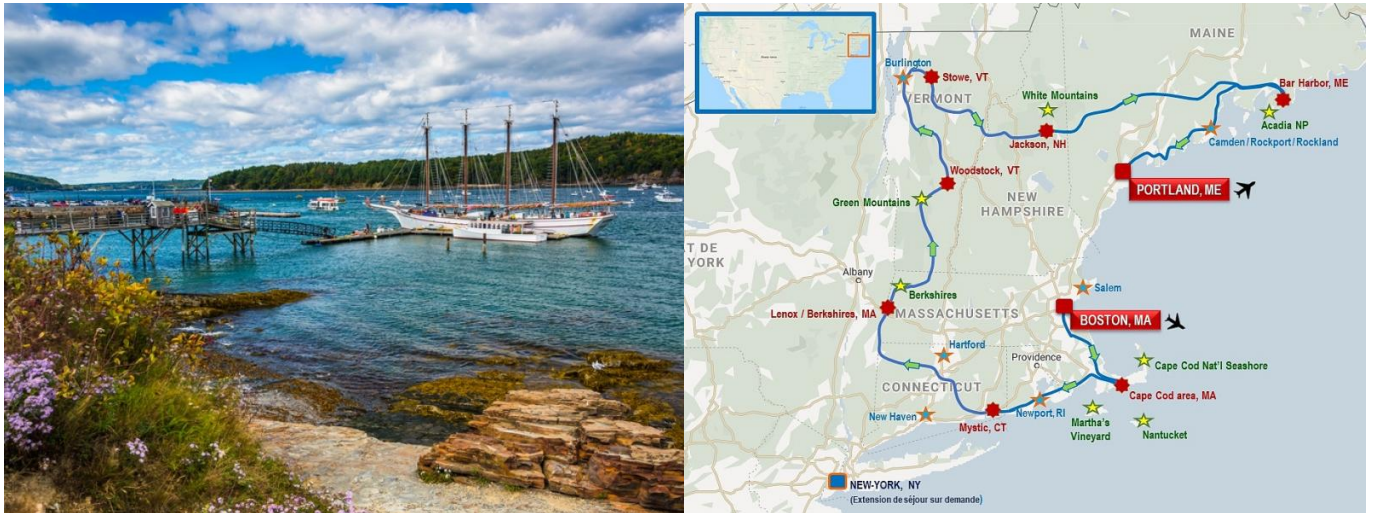 MAINE
Burlington
Stowe, VT
VERMONT
White Mountains
Bar Harbor, ME
Acadia NP
Jackson, NH
Camden / Rockport / Rockland
PORTLAND, ME
Woodstock, VT
Green Mountains
NEW
HAMPSHIRE
T DE
YORK
Albany
Berkshires
Salem
Lenox / Berkshires, MA
MASSACHUSETTS
BOSTON, MA
Hartford
Providence
Cape Cod Nat'l Seashore
CONNECTICUT
Cape Cod area, MA
New Haven
Newport, RI
Mystic, CT
Martha's
Vineyard
Nantucket
NEW-YORK, NY
(Extension de séjour sur demande)